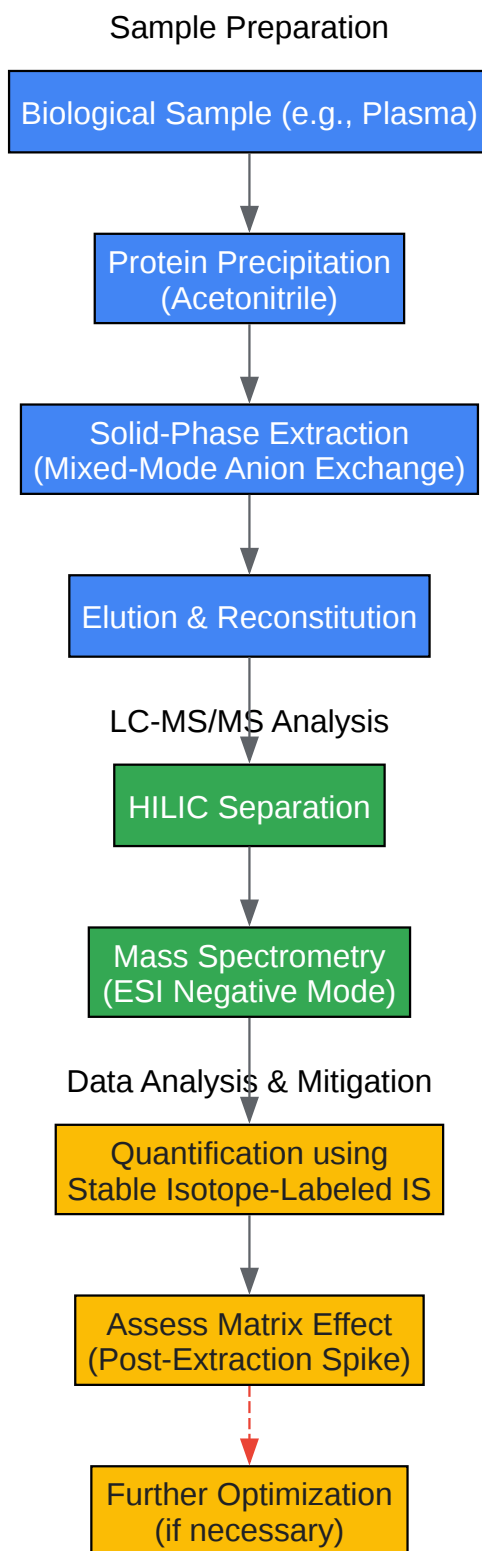 Sample Preparation
Biological Sample (e.g., Plasma)
Protein Precipitation
(Acetonitrile)
Solid-Phase Extraction
(Mixed-Mode Anion Exchange)
Elution & Reconstitution
LC-MS/MS Analysis
HILIC Separation
Mass Spectrometry
(ESI Negative Mode)
Data Analysis & Mitigation
Quantification using
Stable Isotope-Labeled IS
Assess Matrix Effect
(Post-Extraction Spike)
Further Optimization
(if necessary)